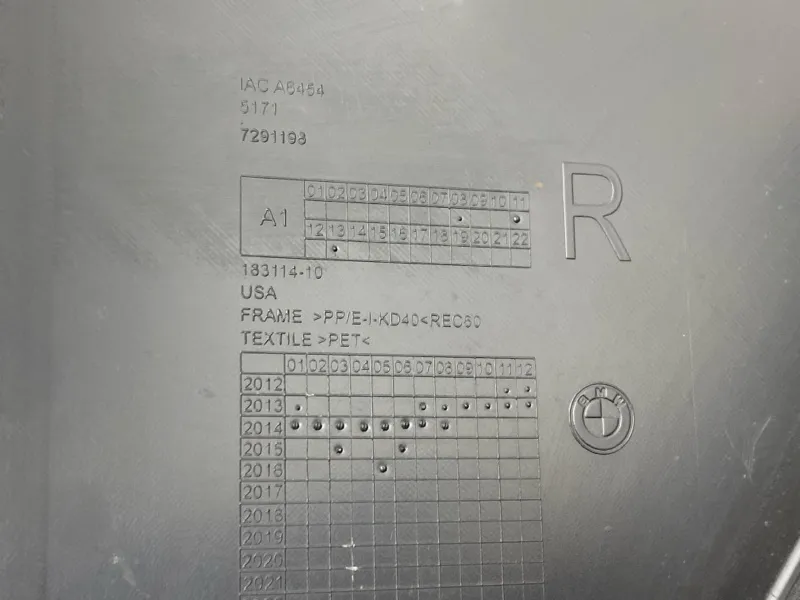 IAC A6454
5171
7291198
R
01 02 03 04 05 06 07 08 09 10 11
A1
12 13 14 15 16 17 18 19 20 21 22
183114-10
USA
FRAME >PP/E-I-KD40<REC60
TEXTILE >PET<
01 02 03 04 05 06 07 08 09 10 11 12
2012
2013
BMW
2014
2015
2016
2017
2018
2019
2020
2021